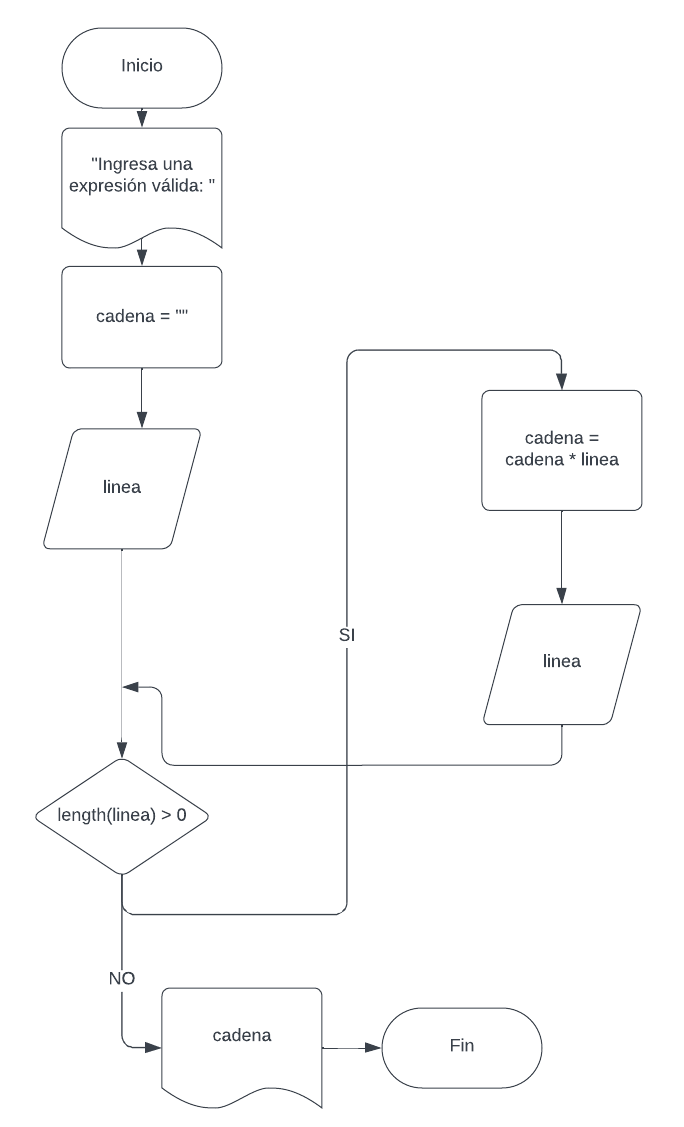 Inicio
"Ingresa una
expresión válida: "
cadena = ""
linea
length(linea) > 0
SI
cadena =
cadena * linea
linea
NO
cadena
Fin